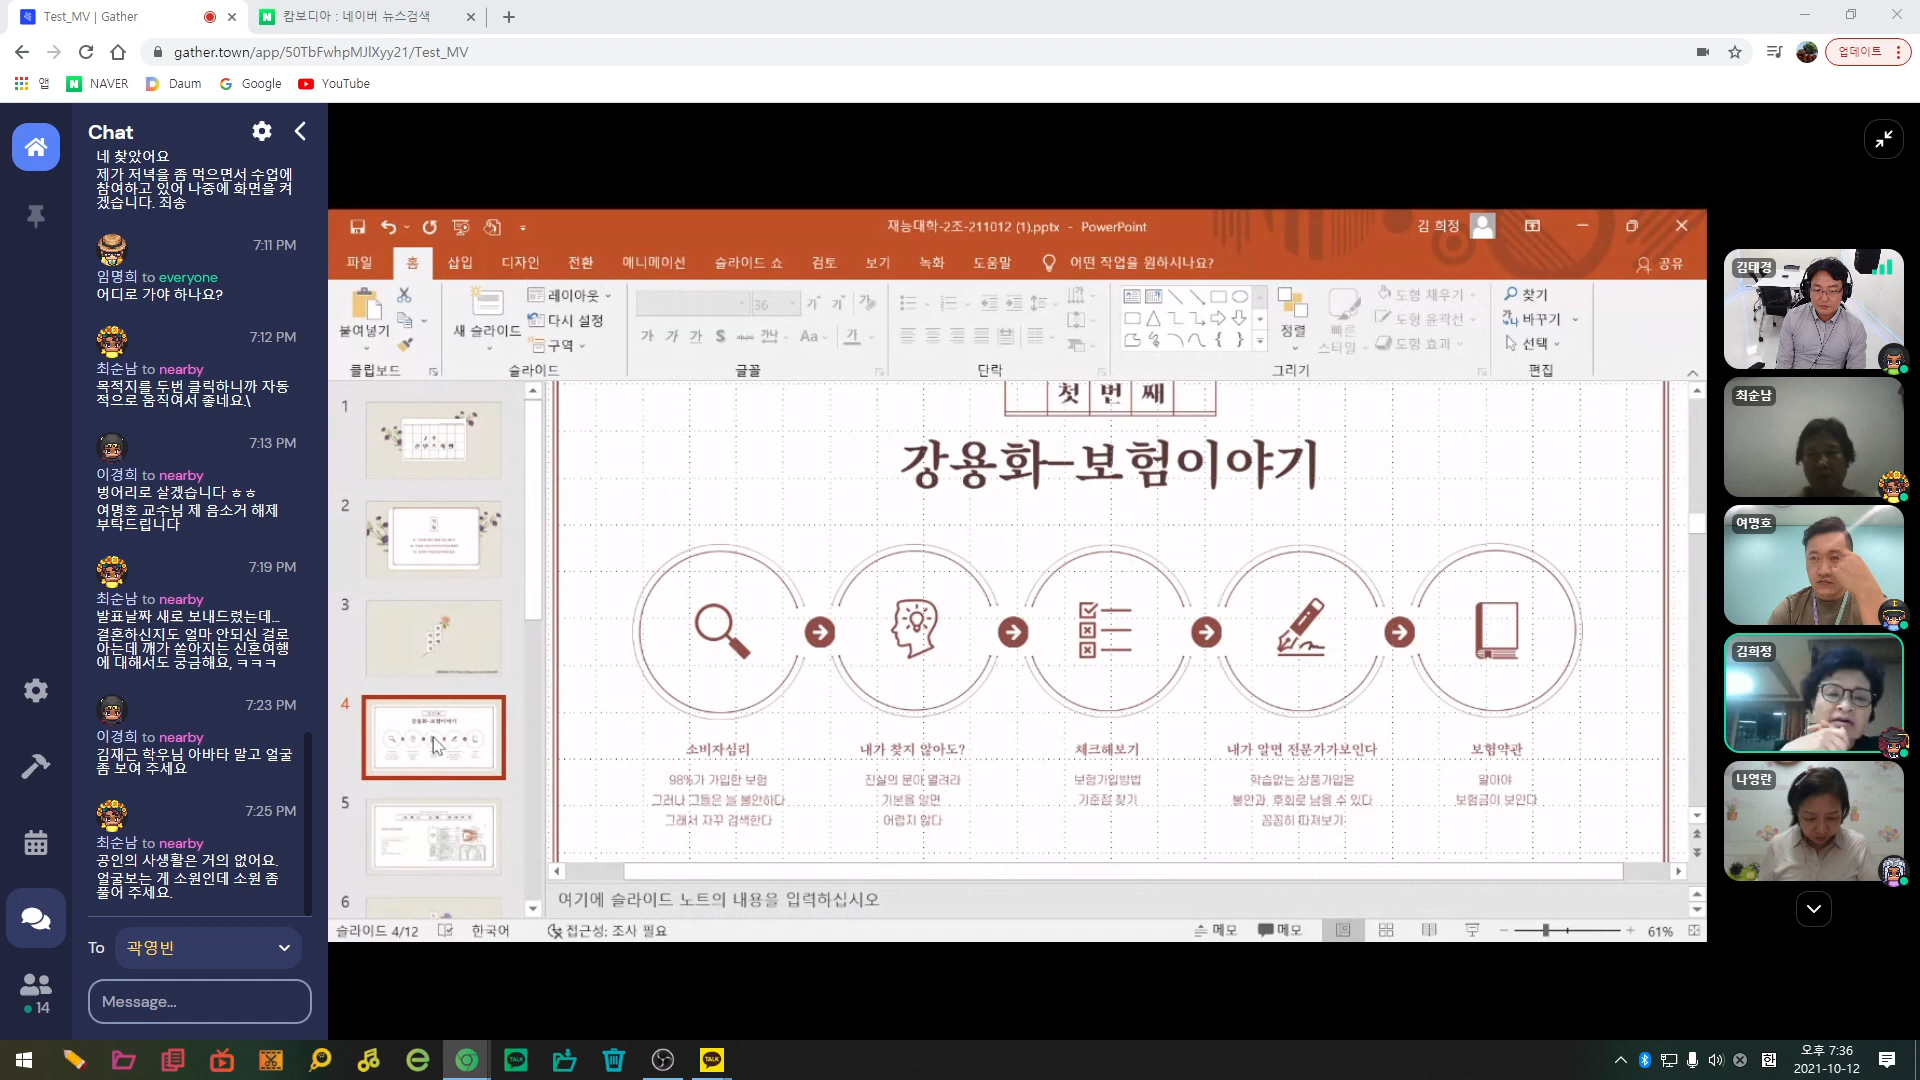 Test_MV | Gather
캄보디아 : 네이버 뉴스검색
gather.town/app/50TbFwhpMJlXyy21/Test_MV
업데이트
앱
NAVER
Daum
Google
YouTube
Chat
네 찾았어요
제가 저녁을 좀 먹으면서 수업에
참여하고 있어 나중에 화면을 켜
겠습니다. 죄송
7:11 PM
임명희 to everyone
어디로 가야 하나요?
7:12 PM
최순남 to nearby
목적지를 두번 클릭하니까 자동
적으로 움직여서 좋네요.\
7:13 PM
이경희 to nearby
벙어리로 살겠습니다 ㅎㅎ
여명호 교수님 제 음소거 해제
부탁드립니다
7:19 PM
최순남 to nearby
발표날짜 새로 보내드렸는데...
결혼하신지도 얼마 안되신 걸로
아는데 깨가 쏟아지는 신혼여행
에 대해서도 궁금해요, ㅋㅋㅋ
7:23 PM
이경희 to nearby
김재근 학우님 아바타 말고 얼굴
좀 보여 주세요
7:25 PM
최순남 to nearby
공인의 사생활은 거의 없어요.
얼굴보는 게 소원인데 소원 좀
풀어 주세요.
To 곽영빈
Message...
14
재능대학-2조-211012 (1).pptx - PowerPoint
김 희정
파일 홈 삽입 디자인 전환 애니메이션 슬라이드 쇼 검토 보기 녹화 도움말 어떤 작업을 원하시나요?
공유
붙여넣기
클립보드
새 슬라이드
레이아웃
다시 설정
구역
슬라이드
36
가 가 가 S Aa 가
글꼴
단락
정렬
빠른
스타일
도형 채우기
도형 윤곽선
도형 효과
그리기
찾기
바꾸기
선택
편집
1
2
3
4
5
6
첫 번 째
강용화-보험이야기
소비자심리
98%가 가입한 보험
그러나 그들은 늘 불안하다
그래서 자꾸 검색한다
내가 찾지 않아도?
진실의 문이 열려라
기본을 알면
어렵지 않다
체크해보기
보험가입방법
기준점 찾기
내가 알면 전문가가보인다
학습없는 상품가입은
불만과, 후회로 남을 수 있다
꼼꼼히 따져보기
보험약관
알아야
보험금이 보인다
여기에 슬라이드 노트의 내용을 입력하십시오
슬라이드 4/12
한국어
접근성: 조사 필요
메모
메모
61%
김태경
최순남
여명호
김희정
나영란
TALK
TALK
한
오후 7:36
2021-10-12